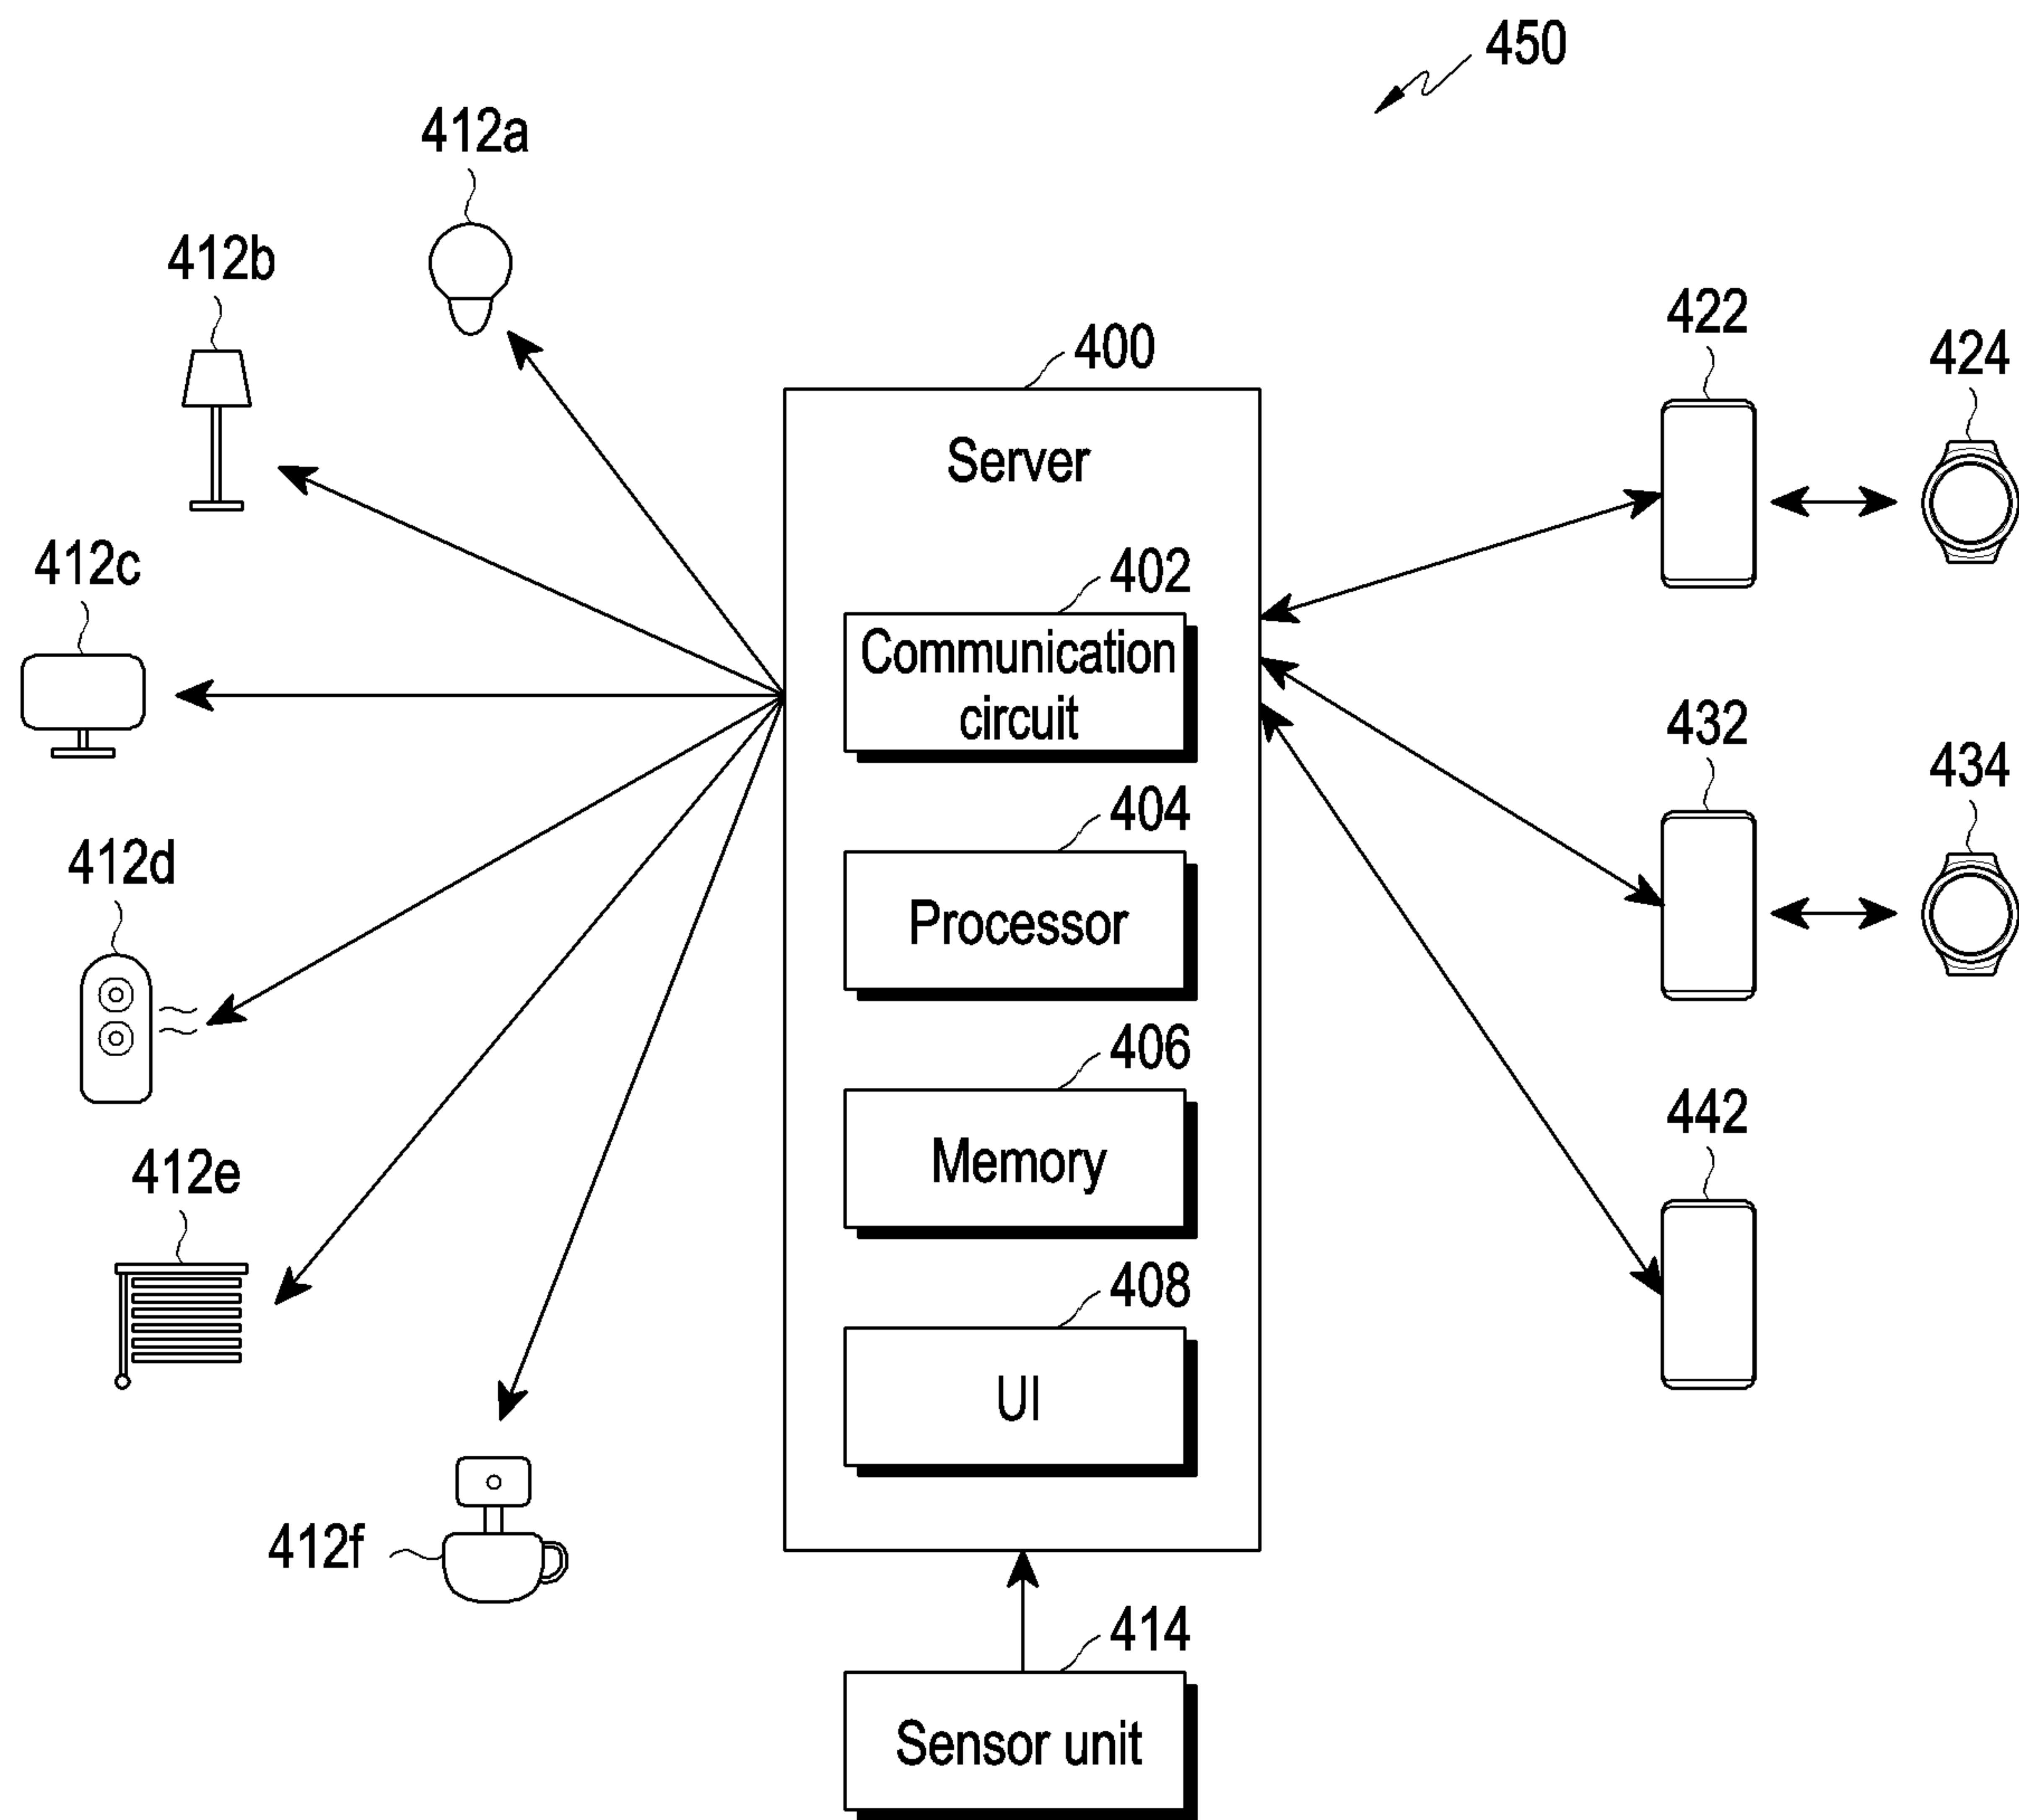 450
412a
412b
412c
412d
412e
412f
400
Server
402
Communication
circuit
404
Processor
406
Memory
408
UI
414
Sensor unit
422
424
432
434
442